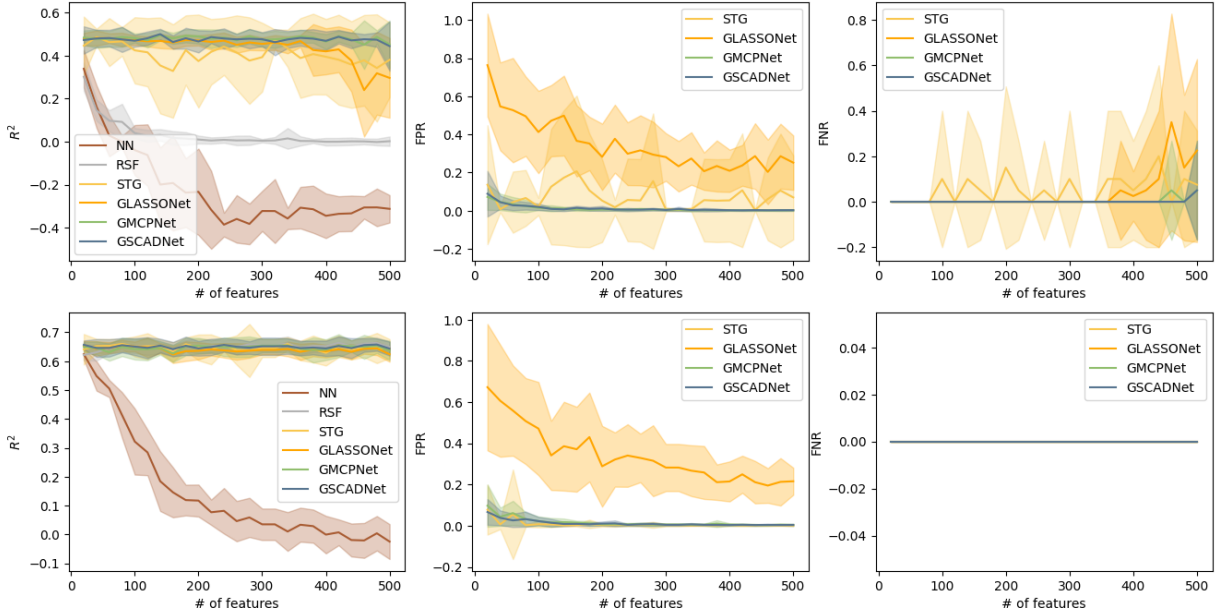 0.6
0.4
0.2
0.0
−0.2
−0.4
R²
NN
RSF
STG
GLASSONet
GMCPNet
GSCADNet
0
100
200
300
400
500
# of features
1.0
0.8
0.6
0.4
0.2
0.0
−0.2
FPR
STG
GLASSONet
GMCPNet
GSCADNet
0
100
200
300
400
500
# of features
0.8
0.6
0.4
0.2
0.0
−0.2
FNR
STG
GLASSONet
GMCPNet
GSCADNet
0
100
200
300
400
500
# of features
0.7
0.6
0.5
0.4
0.3
0.2
0.1
0.0
−0.1
R²
NN
RSF
STG
GLASSONet
GMCPNet
GSCADNet
0
100
200
300
400
500
# of features
1.0
0.8
0.6
0.4
0.2
0.0
−0.2
FPR
STG
GLASSONet
GMCPNet
GSCADNet
0
100
200
300
400
500
# of features
0.04
0.02
0.00
−0.02
−0.04
FNR
STG
GLASSONet
GMCPNet
GSCADNet
0
100
200
300
400
500
# of features